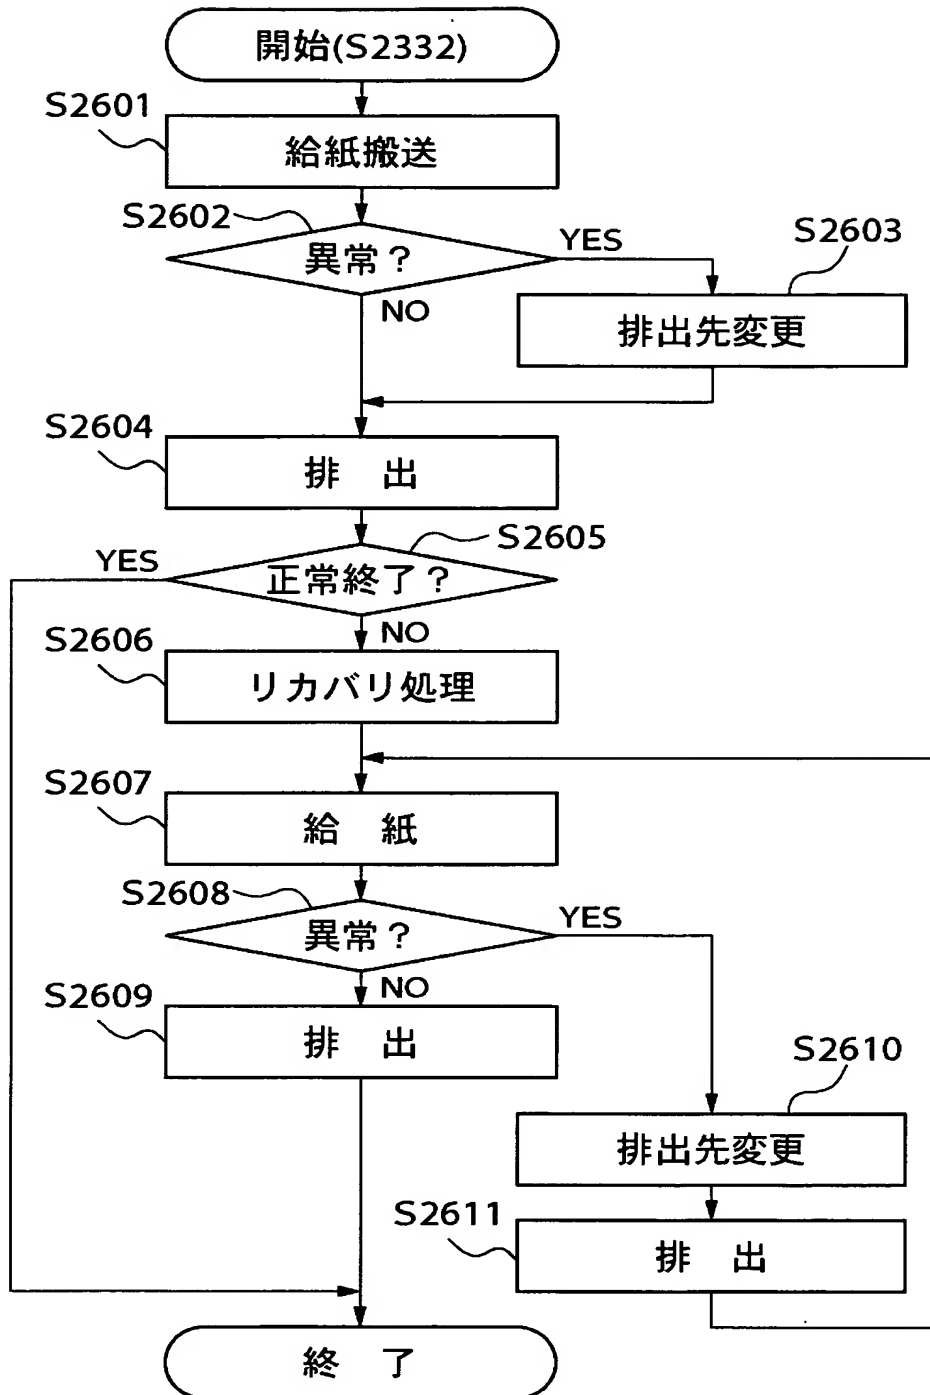 開始(S2332)
S2601
給紙搬送
S2602
異常？
YES
S2603
NO
排出先変更
S2604
排 出
S2605
YES
正常終了？
NO
S2606
リカバリ処理
S2607
給 紙
S2608
異常？
YES
NO
S2609
排 出
S2610
排出先変更
S2611
排 出
終 了